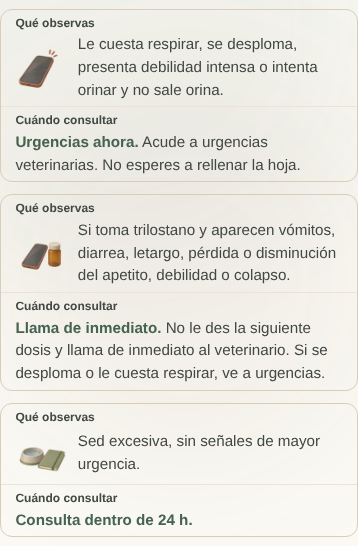 Qué observas
Le cuesta respirar, se desploma,
presenta debilidad intensa o intenta
orinar y no sale orina.
Cuándo consultar
Urgencias ahora. Acude a urgencias
veterinarias. No esperes a rellenar la hoja.
Qué observas
Si toma trilostano y aparecen vómitos,
diarrea, letargo, pérdida o disminución
del apetito, debilidad o colapso.
Cuándo consultar
Llama de inmediato. No le des la siguiente
dosis y llama de inmediato al veterinario. Si se
desploma o le cuesta respirar, ve a urgencias.
Qué observas
Sed excesiva, sin señales de mayor
urgencia.
Cuándo consultar
Consulta dentro de 24 h.